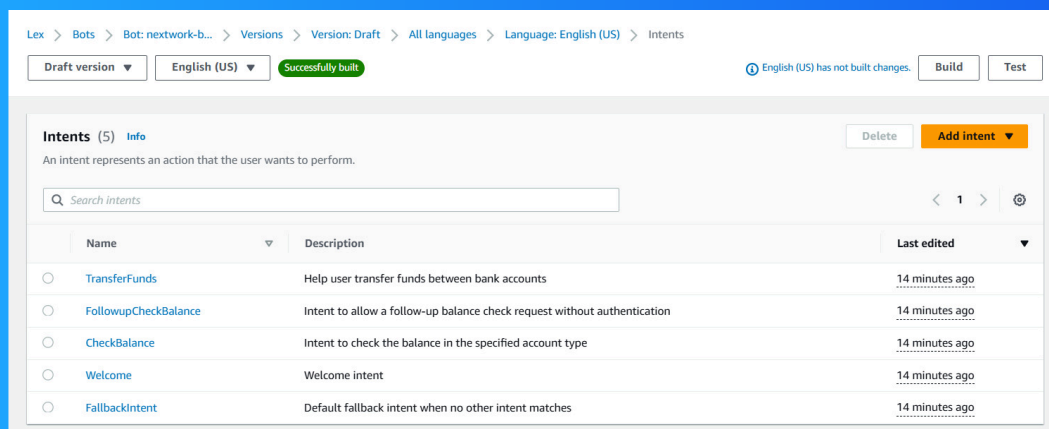 Lex > Bots > Bot: nextwork-b... > Versions > Version: Draft > All languages > Language: English (US) > Intents
Draft version ▼ English (US) ▼ Successfully built English (US) has not built changes. Build Test
Intents (5) Info Delete Add intent ▼
An intent represents an action that the user wants to perform.
Search intents < 1 >
Name Description Last edited
TransferFunds Help user transfer funds between bank accounts 14 minutes ago
FollowupCheckBalance Intent to allow a follow-up balance check request without authentication 14 minutes ago
CheckBalance Intent to check the balance in the specified account type 14 minutes ago
Welcome Welcome intent 14 minutes ago
FallbackIntent Default fallback intent when no other intent matches 14 minutes ago